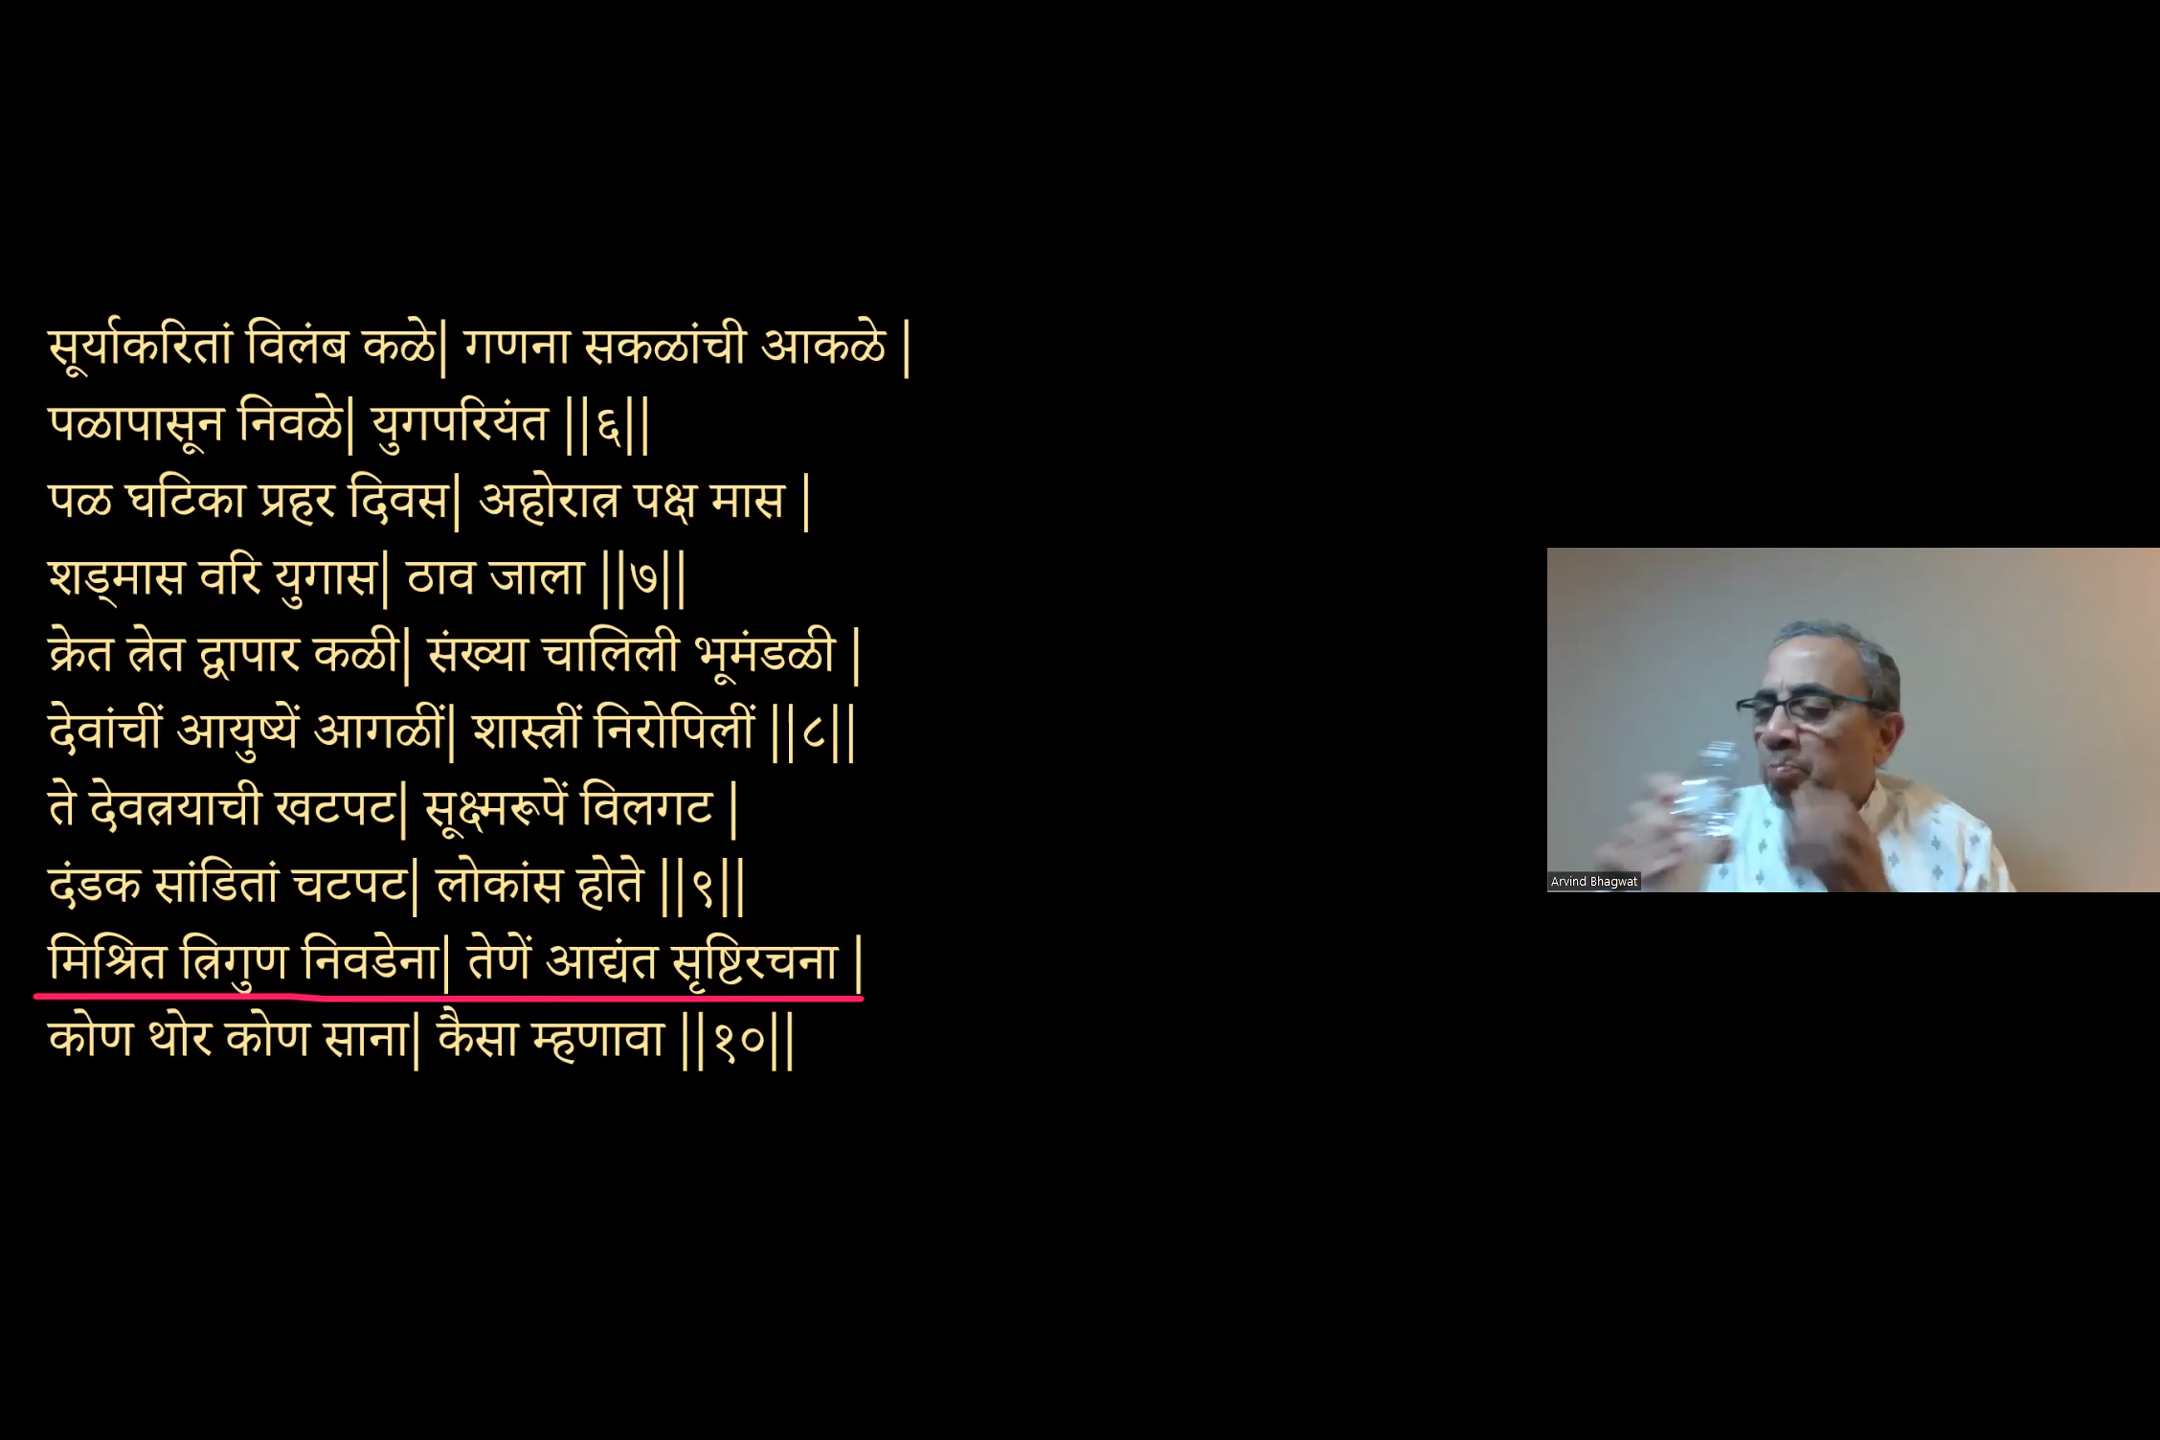 सूर्याकरितां विलंब कळे| गणना सकळांची आकळे |
पळापासून निवळे| युगपरियंत ||६||
पळ घटिका प्रहर दिवस| अहोरात्र पक्ष मास |
शड्मास वरि युगास| ठाव जाला ||७||
क्रेत त्रेत द्वापार कळी| संख्या चालिली भूमंडळी |
देवांचीं आयुष्यें आगळीं| शास्त्रीं निरोपिलीं ||८||
ते देवत्रयाची खटपट| सूक्ष्मरूपें विलगट |
दंडक सांडितां चटपट| लोकांस होते ||९||
मिश्रित त्रिगुण निवडेना| तेणें आद्यंत सृष्टिरचना |
कोण थोर कोण साना| कैसा म्हणावा ||१०||
Arvind Bhagwat